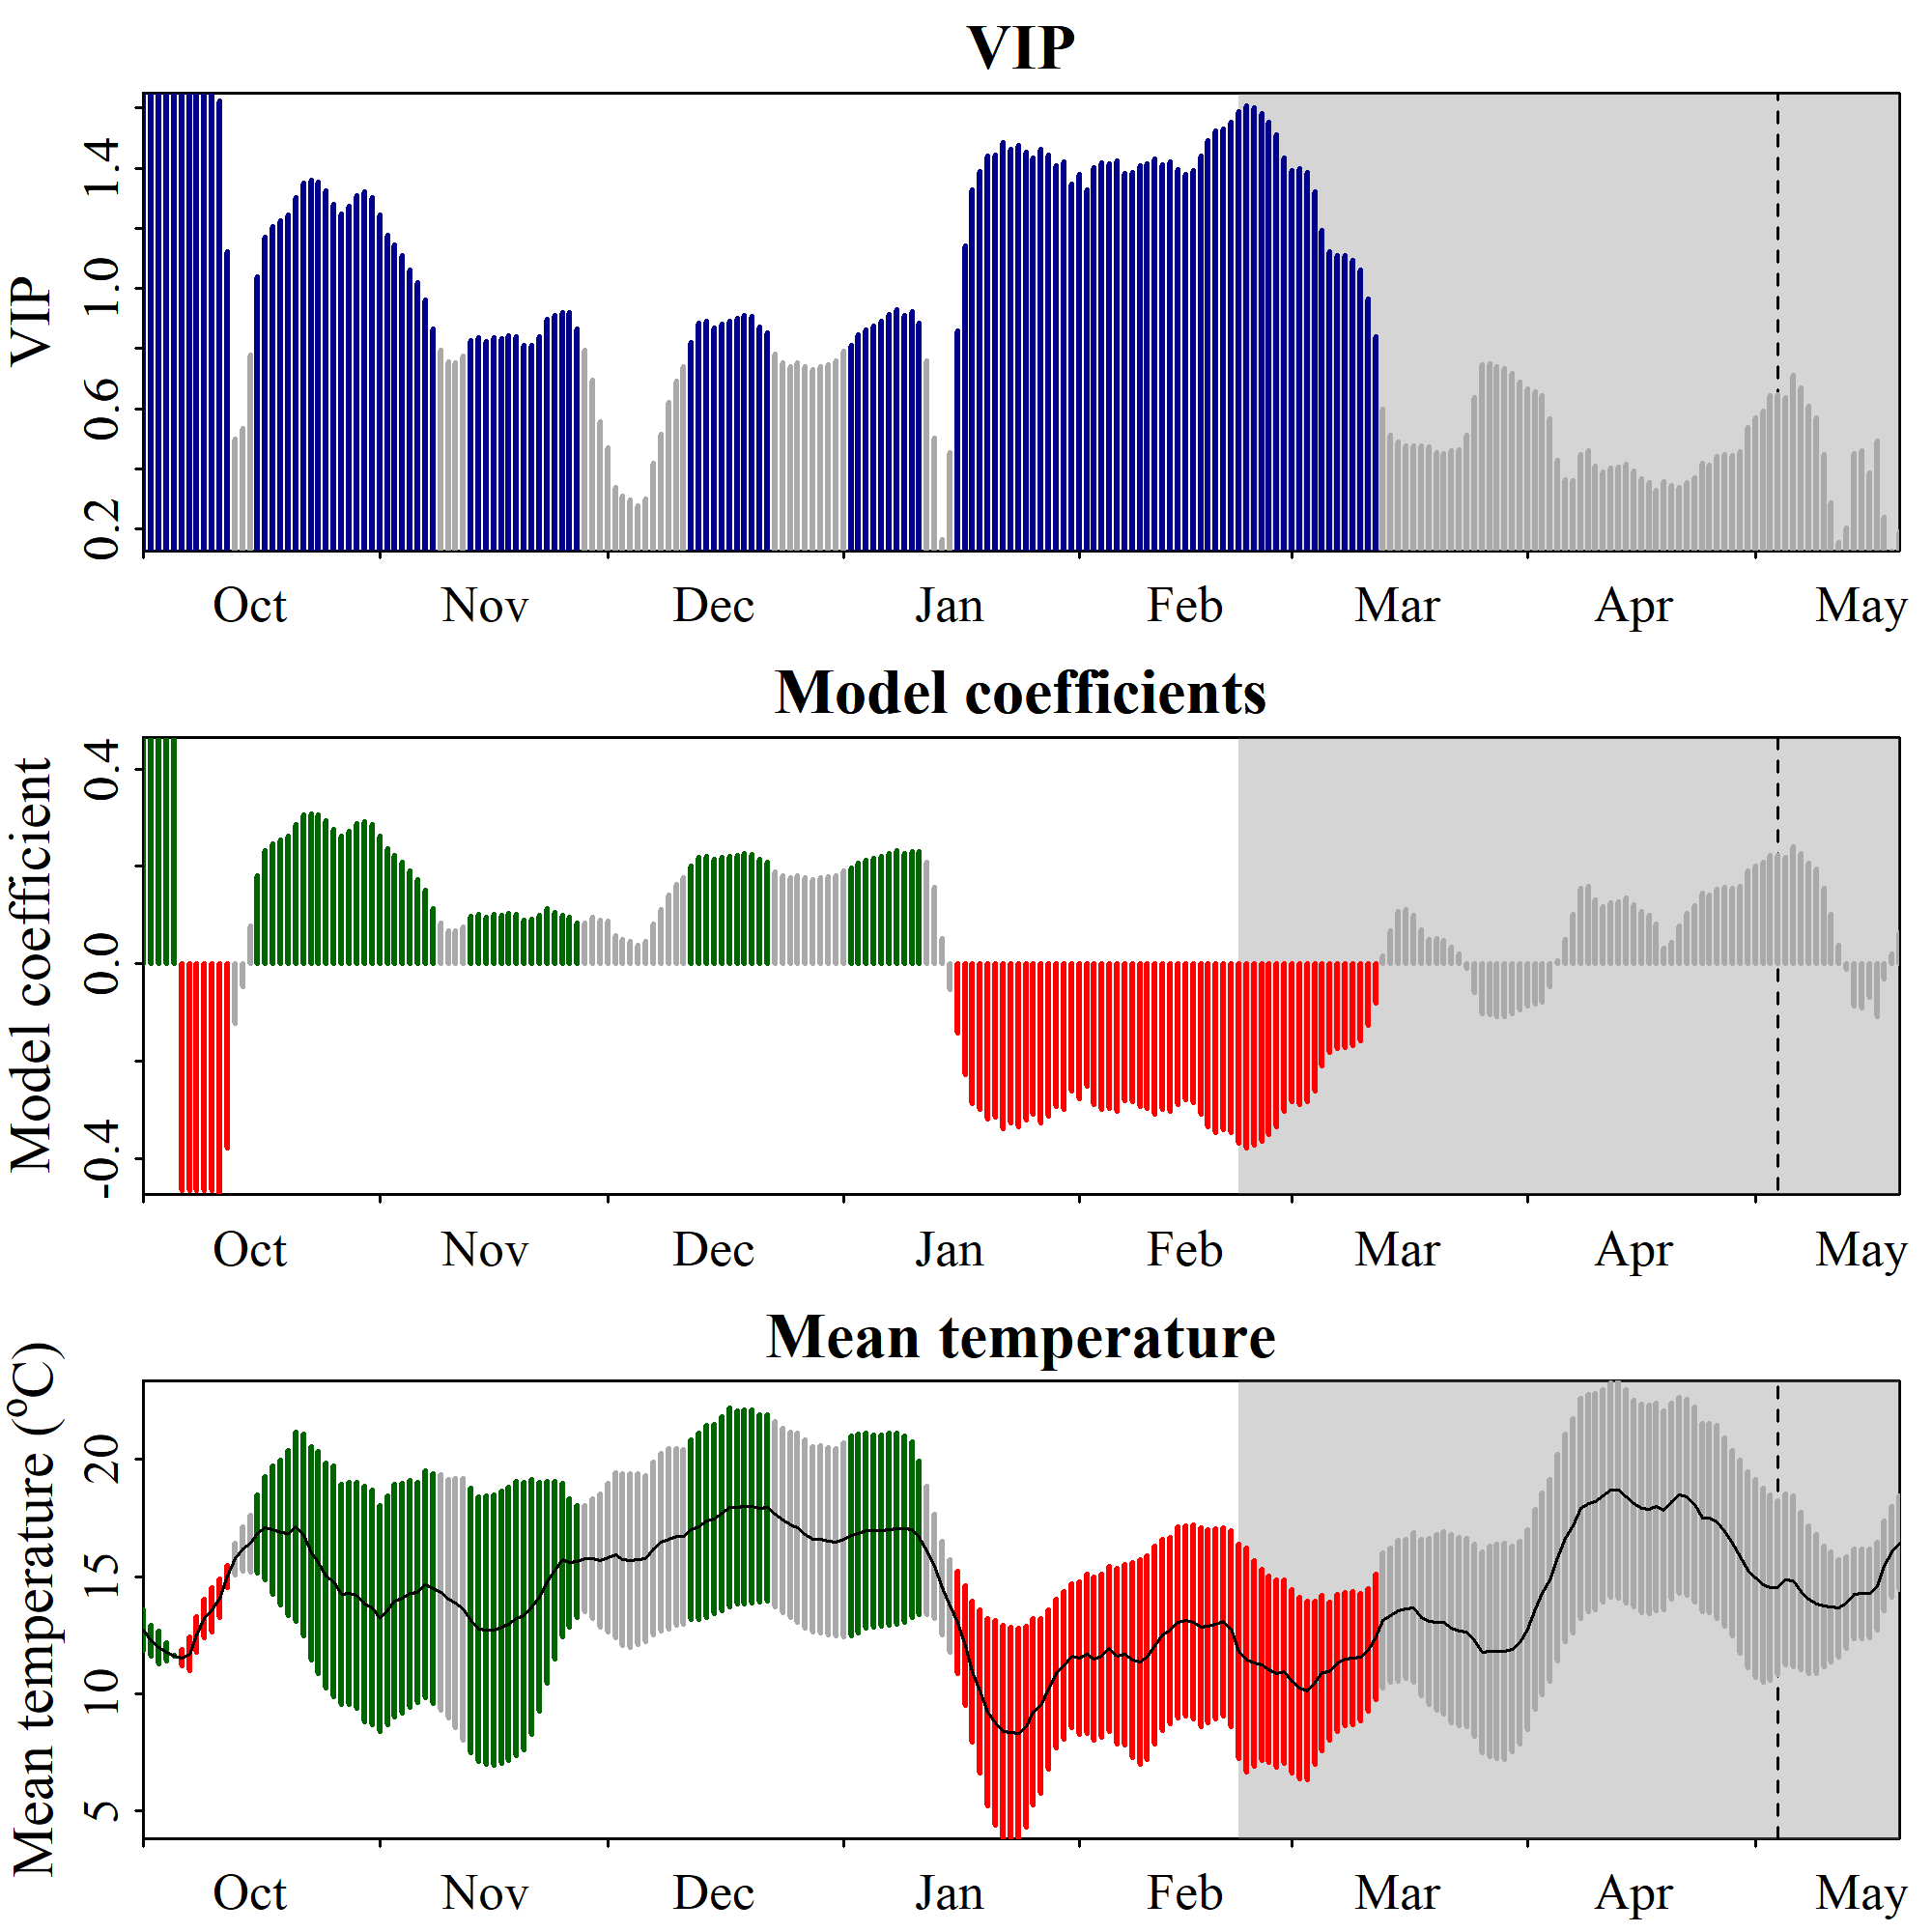 VIP
VIP
1.4
1.0
0.6
0.2
Oct Nov Dec Jan Feb Mar Apr May
Model coefficients
Model coefficient
0.4
0.0
-0.4
Oct Nov Dec Jan Feb Mar Apr May
Mean temperature
Mean temperature (ºC)
20
15
10
5
Oct Nov Dec Jan Feb Mar Apr May